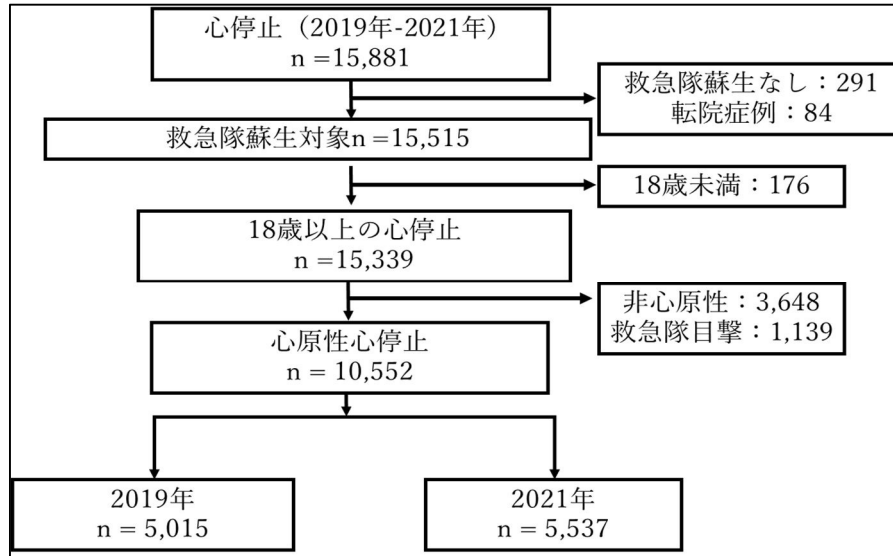 心停止（2019年-2021年）
n =15,881
救急隊蘇生なし：291
転院症例：84
救急隊蘇生対象n =15,515
18歳未満：176
18歳以上の心停止
n =15,339
非心原性：3,648
救急隊目撃：1,139
心原性心停止
n = 10,552
2019年
n = 5,015
2021年
n = 5,537